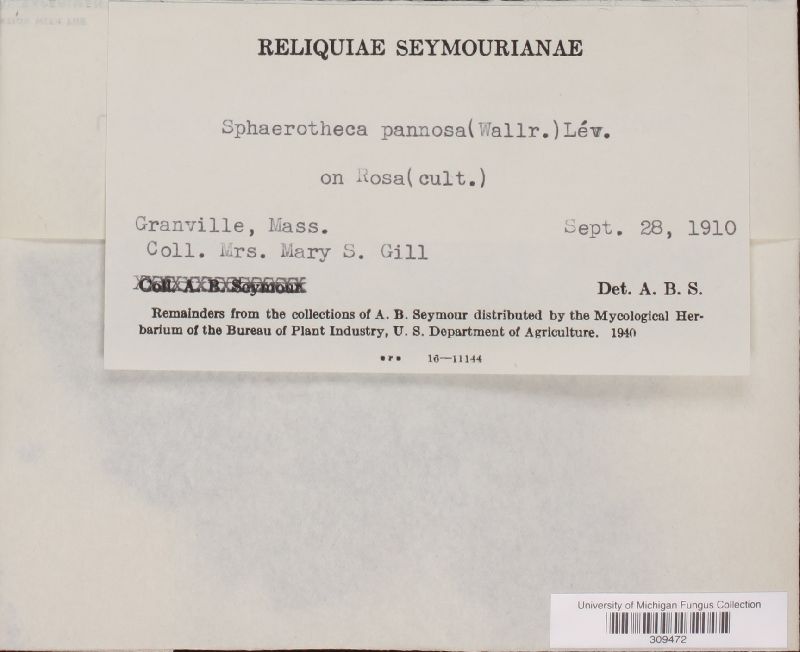 RELIQUIAE SEYMOURIANAE
Sphaerotheca pannosa(Wallr.)Lév.
on Rosa(cult.)
Granville, Mass. Sept. 28, 1910
Coll. Mrs. Mary S. Gill
Coll. A. B. Seymour Det. A. B. S.
Remainders from the collections of A. B. Seymour distributed by the Mycological Her-
barium of the Bureau of Plant Industry, U. S. Department of Agriculture. 1940
16—11144
University of Michigan Fungus Collection
309472